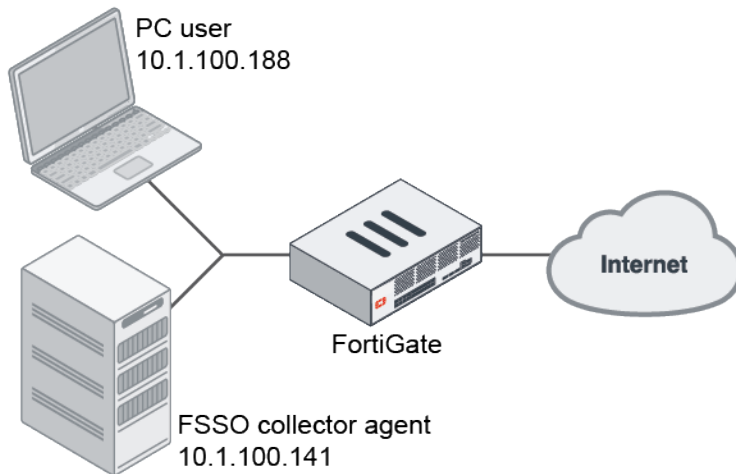 PC user
10.1.100.188
Internet
FortiGate
FSSO collector agent
10.1.100.141